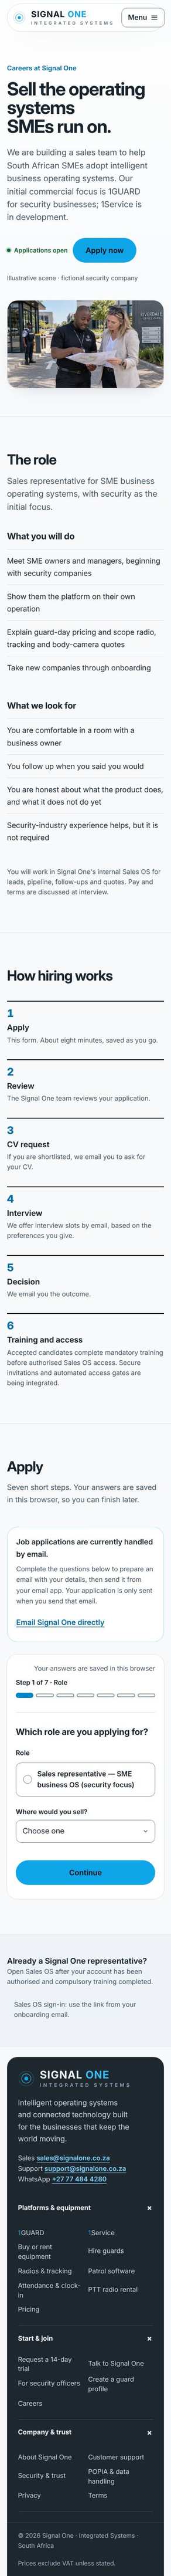 SIGNAL ONE
INTEGRATED SYSTEMS
Menu
Careers at Signal One
Sell the operating
systems
SMEs run on.
We are building a sales team to help
South African SMEs adopt intelligent
business operating systems. Our
initial commercial focus is 1GUARD
for security businesses; 1Service is
in development.
Applications open
Apply now
Illustrative scene · fictional security company
The role
Sales representative for SME business
operating systems, with security as the
initial focus.
What you will do
Meet SME owners and managers, beginning
with security companies
Show them the platform on their own
operation
Explain guard-day pricing and scope radio,
tracking and body-camera quotes
Take new companies through onboarding
What we look for
You are comfortable in a room with a
business owner
You follow up when you said you would
You are honest about what the product does,
and what it does not do yet
Security-industry experience helps, but it is
not required
You will work in Signal One's internal Sales OS for
leads, pipeline, follow-ups and quotes. Pay and
terms are discussed at interview.
How hiring works
1
Apply
This form. About eight minutes, saved as you go.
2
Review
The Signal One team reviews your application.
3
CV request
If you are shortlisted, we email you to ask for
your CV.
4
Interview
We offer interview slots by email, based on the
preferences you give.
5
Decision
We email you the outcome.
6
Training and access
Accepted candidates complete mandatory training
before authorised Sales OS access. Secure
invitations and automated access gates are
being integrated.
Apply
Seven short steps. Your answers are saved
in this browser, so you can finish later.
Job applications are currently handled
by email.
Complete the questions below to prepare an
email with your details, then send it from
your email app. Your application is only sent
when you send that email.
Email Signal One directly
Your answers are saved in this browser
Step 1 of 7 · Role
Which role are you applying for?
Role
Sales representative — SME
business OS (security focus)
Where would you sell?
Choose one
Continue
Already a Signal One representative?
Open Sales OS after your account has been
authorised and compulsory training completed.
Sales OS sign-in: use the link from your
onboarding email.
SIGNAL ONE
INTEGRATED SYSTEMS
Intelligent operating systems
and connected technology built
for the businesses that keep the
world moving.
Sales sales@signalone.co.za
Support support@signalone.co.za
WhatsApp +27 77 484 4280
Platforms & equipment
1GUARD
1Service
Buy or rent
equipment
Hire guards
Radios & tracking
Patrol software
Attendance & clock-
in
PTT radio rental
Pricing
Start & join
Request a 14-day
trial
Talk to Signal One
For security officers
Create a guard
profile
Careers
Company & trust
About Signal One
Customer support
Security & trust
POPIA & data
handling
Privacy
Terms
© 2026 Signal One · Integrated Systems ·
South Africa
Prices exclude VAT unless stated.